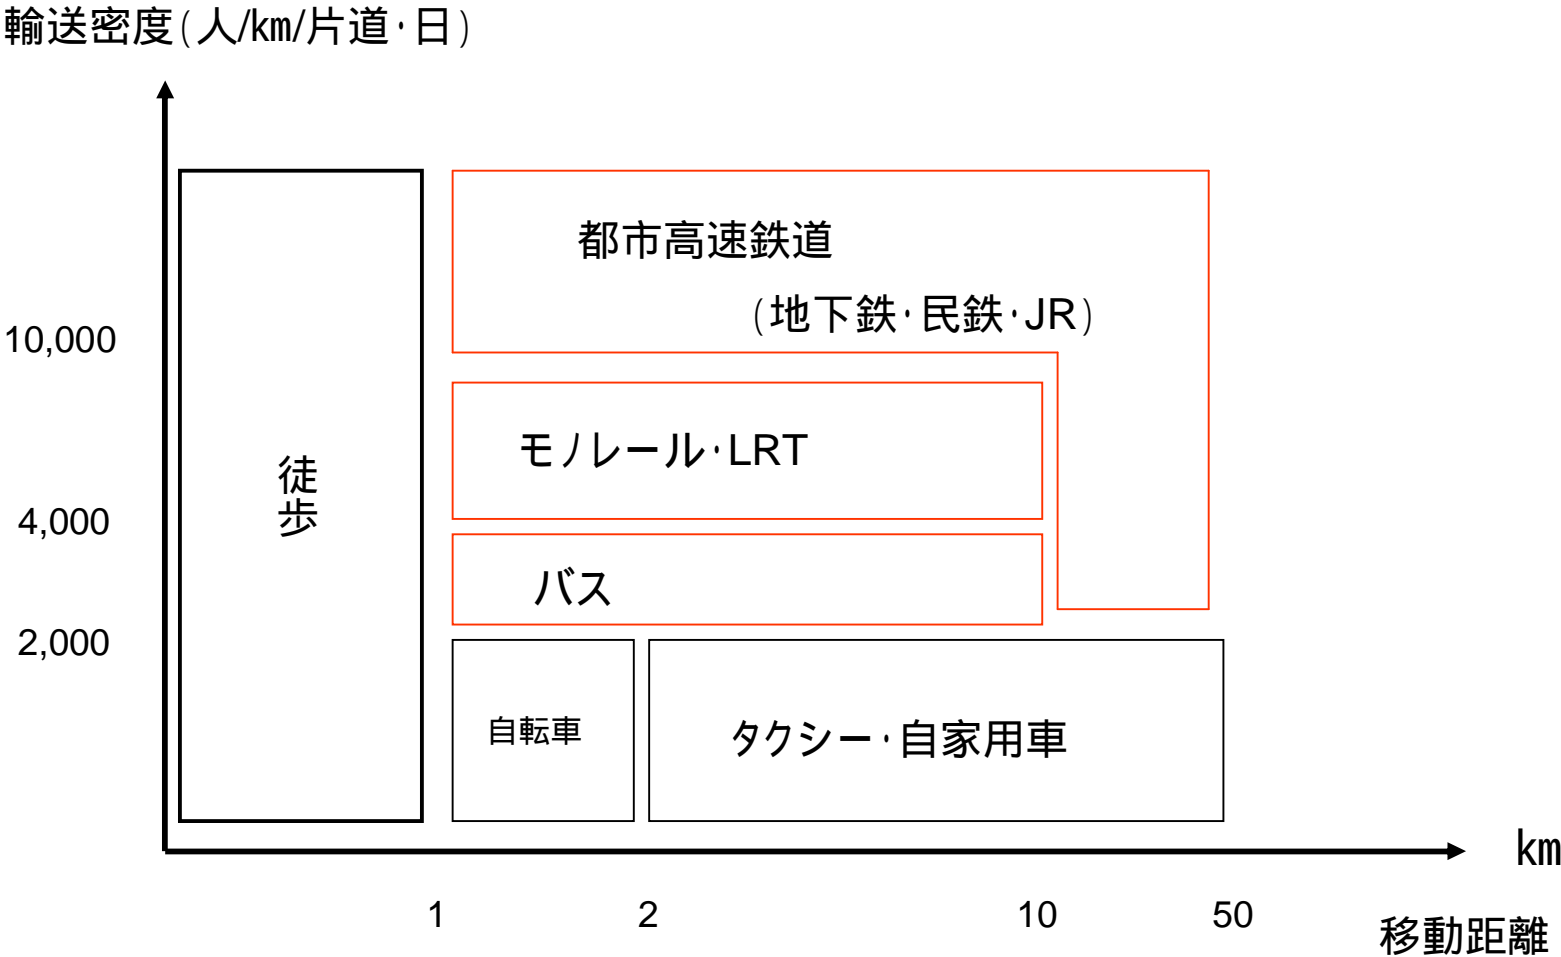 輸送密度(人/km/片道・日)
都市高速鉄道
(地下鉄・民鉄・JR)
10,000
モノレール・LRT
徒歩
4,000
バス
2,000
自転車
タクシー・自家用車
km
1
2
10
50
移動距離